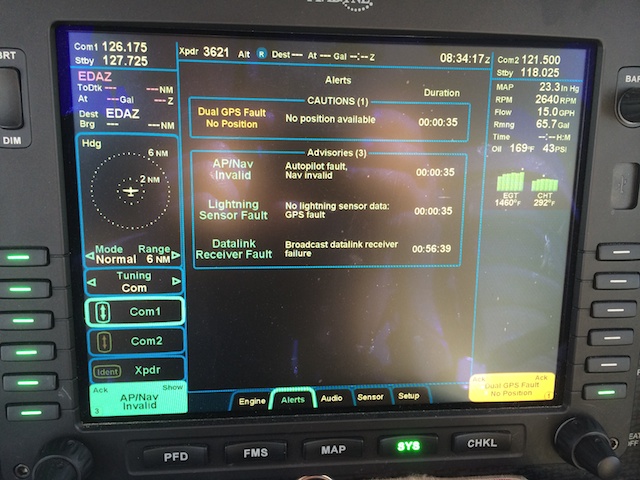 Com1 126.175
Stby 127.725
Xpdr 3621 Alt R Dest --- At --- Gal --:-- Z
08:34:17z
Com2 121.500
Stby 118.025
BRT
DIM
EDAZ
ToDtk --- ---NM
At ---Gal --- Z
Dest EDAZ
Brg --- ---NM
Hdg
6 NM
2 NM
Mode Range
Normal 6 NM
Tuning
Com
Com1
Com2
Ident Xpdr
Ack Show
AP/Nav
Invalid
3
Alerts
Duration
CAUTIONS (1)
Dual GPS Fault
No Position
No position available
00:00:35
Advisories (3)
AP/Nav
Invalid
Autopilot fault,
Nav invalid
00:00:35
Lightning
Sensor Fault
No lightning sensor data:
GPS fault
00:00:35
Datalink
Receiver Fault
Broadcast datalink receiver
failure
00:56:39
MAP 23.3 In Hg
RPM 2640 RPM
Flow 15.0 GPH
Rmng 65.7 Gal
Time --:-- H:M
Oil 169°F 43 PSI
EGT CHT
1460°F 292°F
Ack Ack
Dual GPS Fault
No Position
Engine Alerts Audio Sensor Setup
PFD FMS MAP SYS CHKL